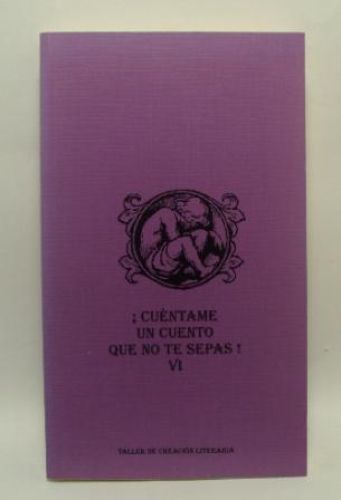 ¡ CUÉNTAME
UN CUENTO
QUE NO TE SEPAS !
VI
TALLER DE CREACIÓN LITERARIA